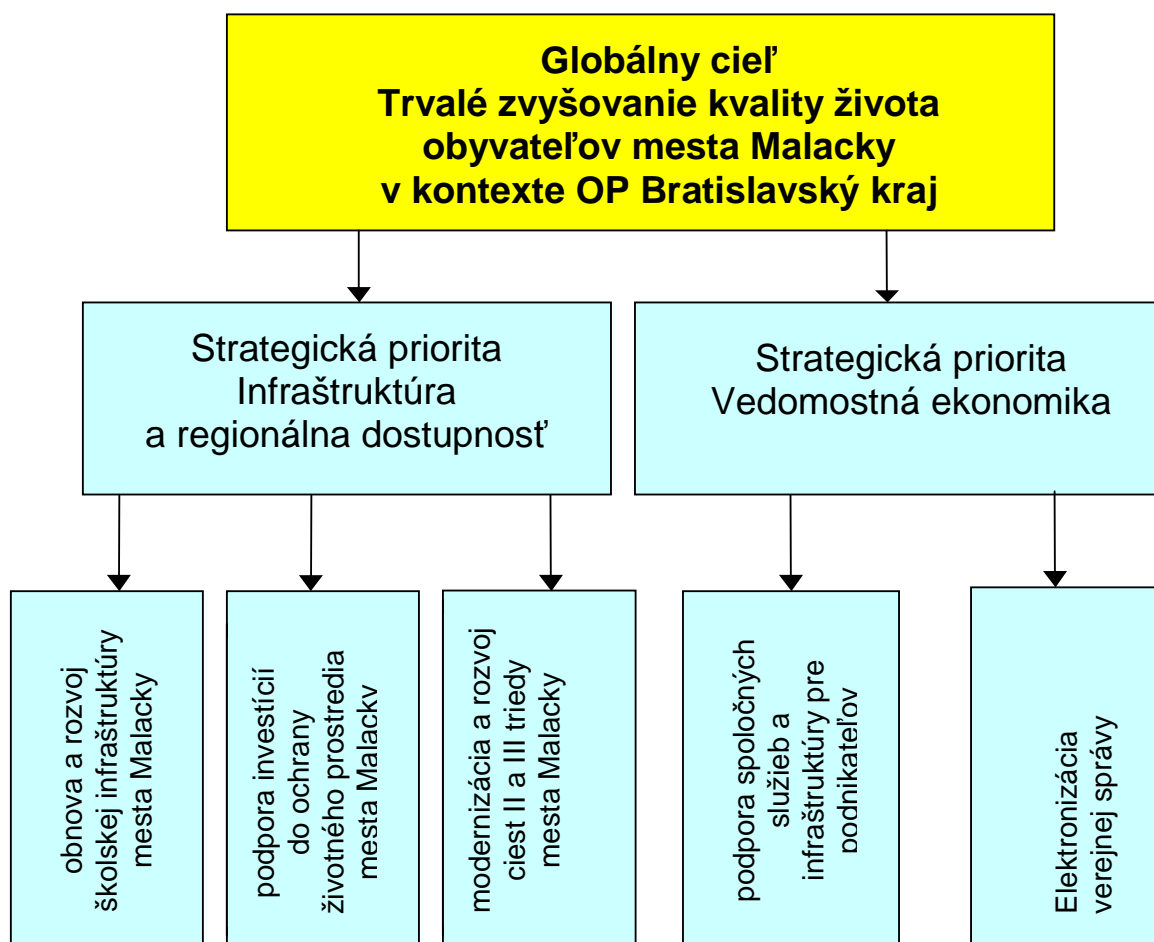 Globálny cieľ
Trvalé zvyšovanie kvality života
obyvateľov mesta Malacky
v kontexte OP Bratislavský kraj
Strategická priorita
Infraštruktúra
a regionálna dostupnosť
Strategická priorita
Vedomostná ekonomika
obnova a rozvoj
školskej infraštruktúry
mesta Malacky
podpora investícií
do ochrany
životného prostredia
mesta Malacky
modernizácia a rozvoj
ciest II a III triedy
mesta Malacky
podpora spoločných
služieb a
infraštruktúry pre
podnikateľov
Elektronizácia
verejnej správy